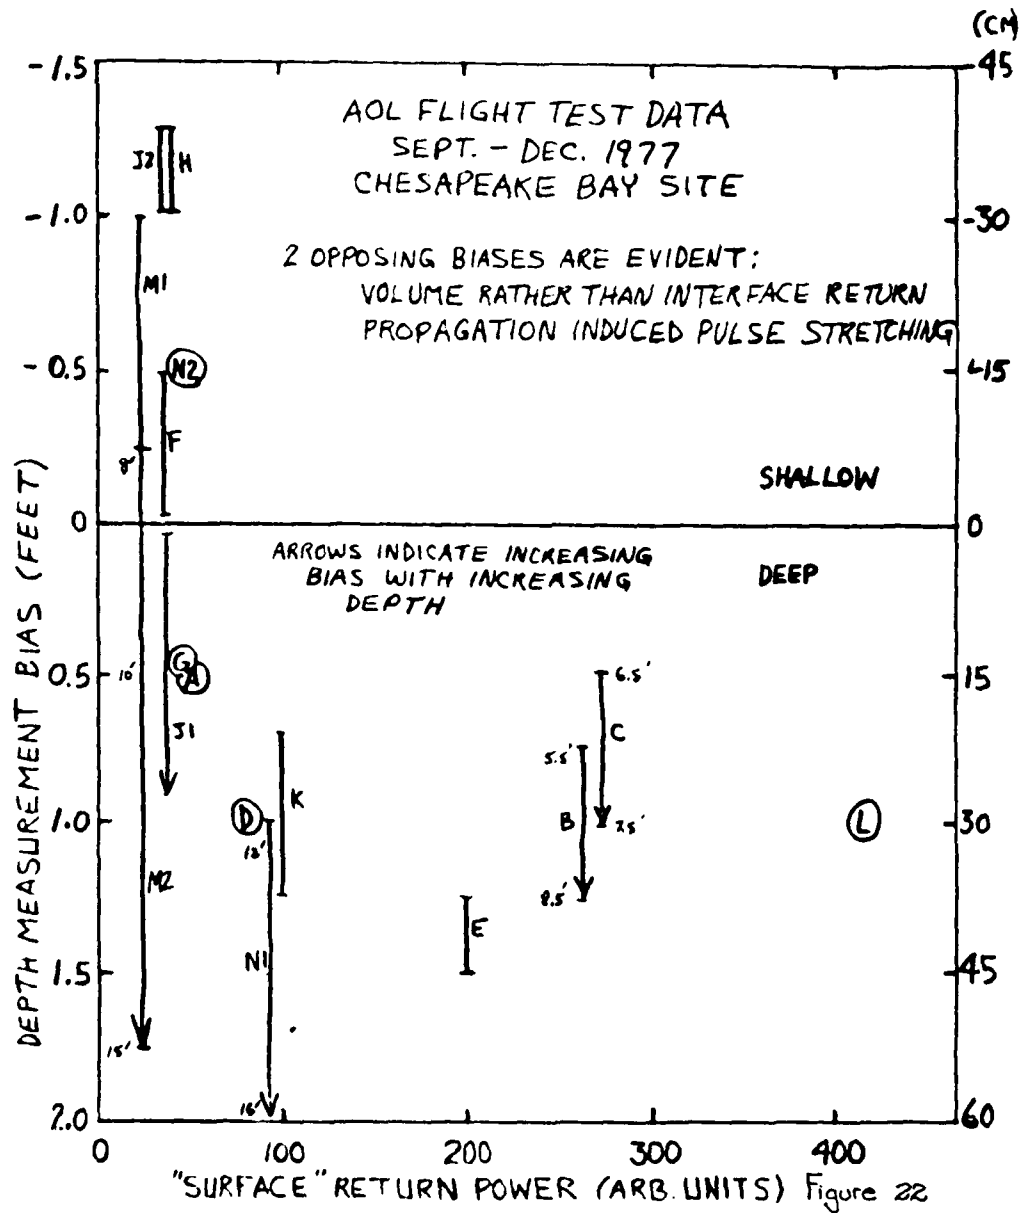 (CM)
-1.5
-45
AOL FLIGHT TEST DATA
SEPT. - DEC. 1977
CHESAPEAKE BAY SITE
J2
H
-1.0
-30
2 OPPOSING BIASES ARE EVIDENT:
VOLUME RATHER THAN INTERFACE RETURN
PROPAGATION INDUCED PULSE STRETCHING
M1
-0.5
N2
-15
F
8'
SHALLOW
0
0
ARROWS INDICATE INCREASING
BIAS WITH INCREASING
DEPTH
DEEP
DEPTH MEASUREMENT BIAS (FEET)
0.5
10'
G
A
6.5'
15
J1
C
5.5'
K
1.0
D
12'
B
7.5'
L
30
M2
8.5'
E
N1
1.5
45
15'
16'
2.0
60
0
100
200
300
400
"SURFACE" RETURN POWER (ARB. UNITS) Figure 22